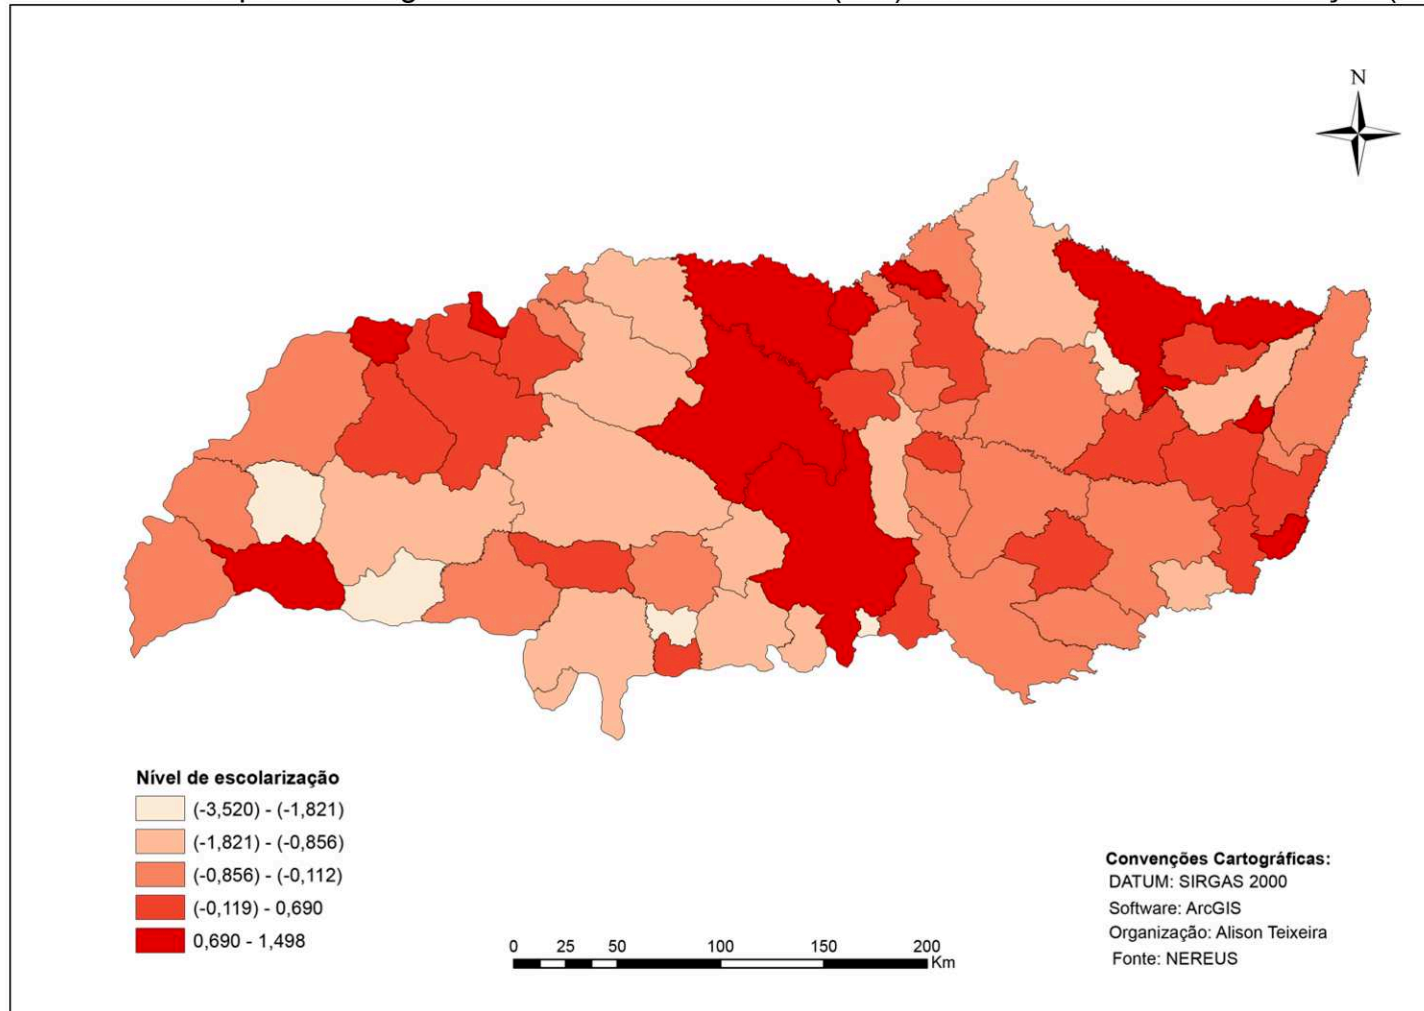 N
Nível de escolarização
(-3,520) - (-1,821)
(-1,821) - (-0,856)
(-0,856) - (-0,112)
(-0,119) - 0,690
0,690 - 1,498
0 25 50 100 150 200
Km
Convenções Cartográficas:
DATUM: SIRGAS 2000
Software: ArcGIS
Organização: Alison Teixeira
Fonte: NEREUS